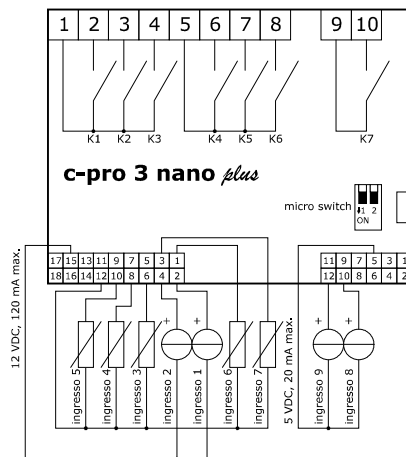 1 2 3 4 5 6 7 8 9 10
K1 K2 K3 K4 K5 K6 K7
c-pro 3 nano plus
micro switch
1 2
ON
17 15 13 11 9 7 5 3 1
18 16 14 12 10 8 6 4 2
11 9 7 5 3 1
12 10 8 6 4 2
12 VDC, 120 mA max.
+ + + +
ingresso 5
ingresso 4
ingresso 3
ingresso 2
ingresso 1
ingresso 6
ingresso 7
5 VDC, 20 mA max.
ingresso 9
ingresso 8